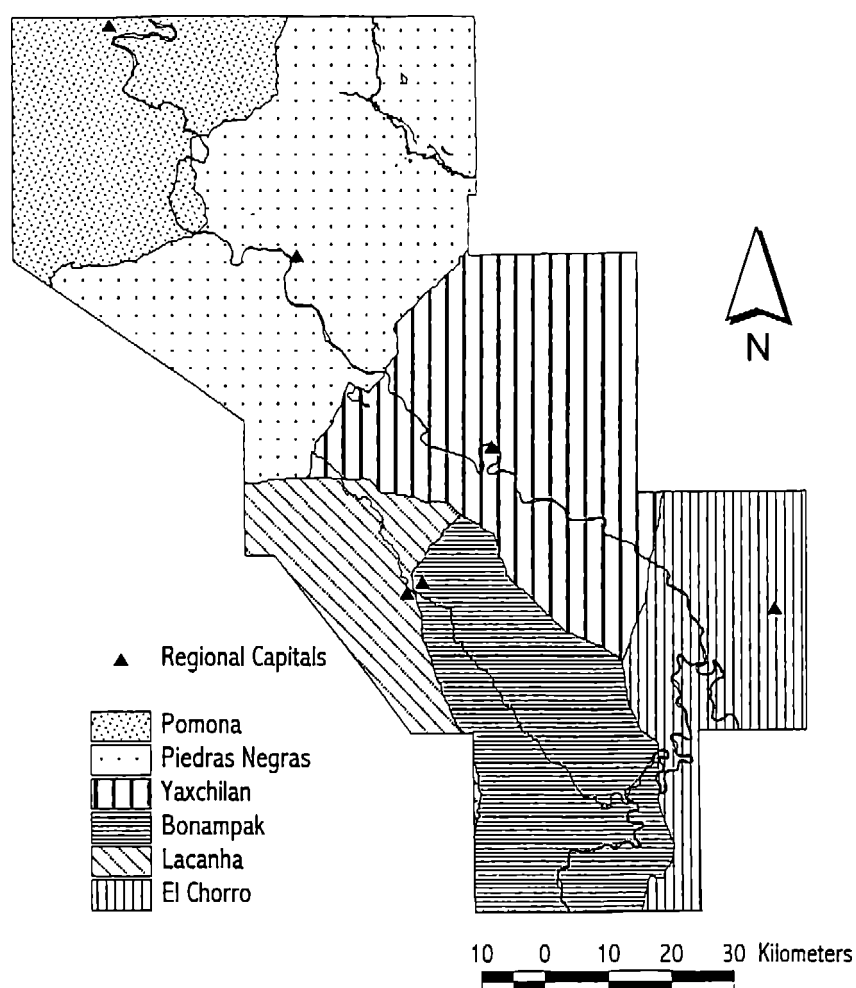 N
Regional Capitals
Pomona
Piedras Negras
Yaxchilan
Bonampak
Lacanha
El Chorro
10 0 10 20 30 Kilometers